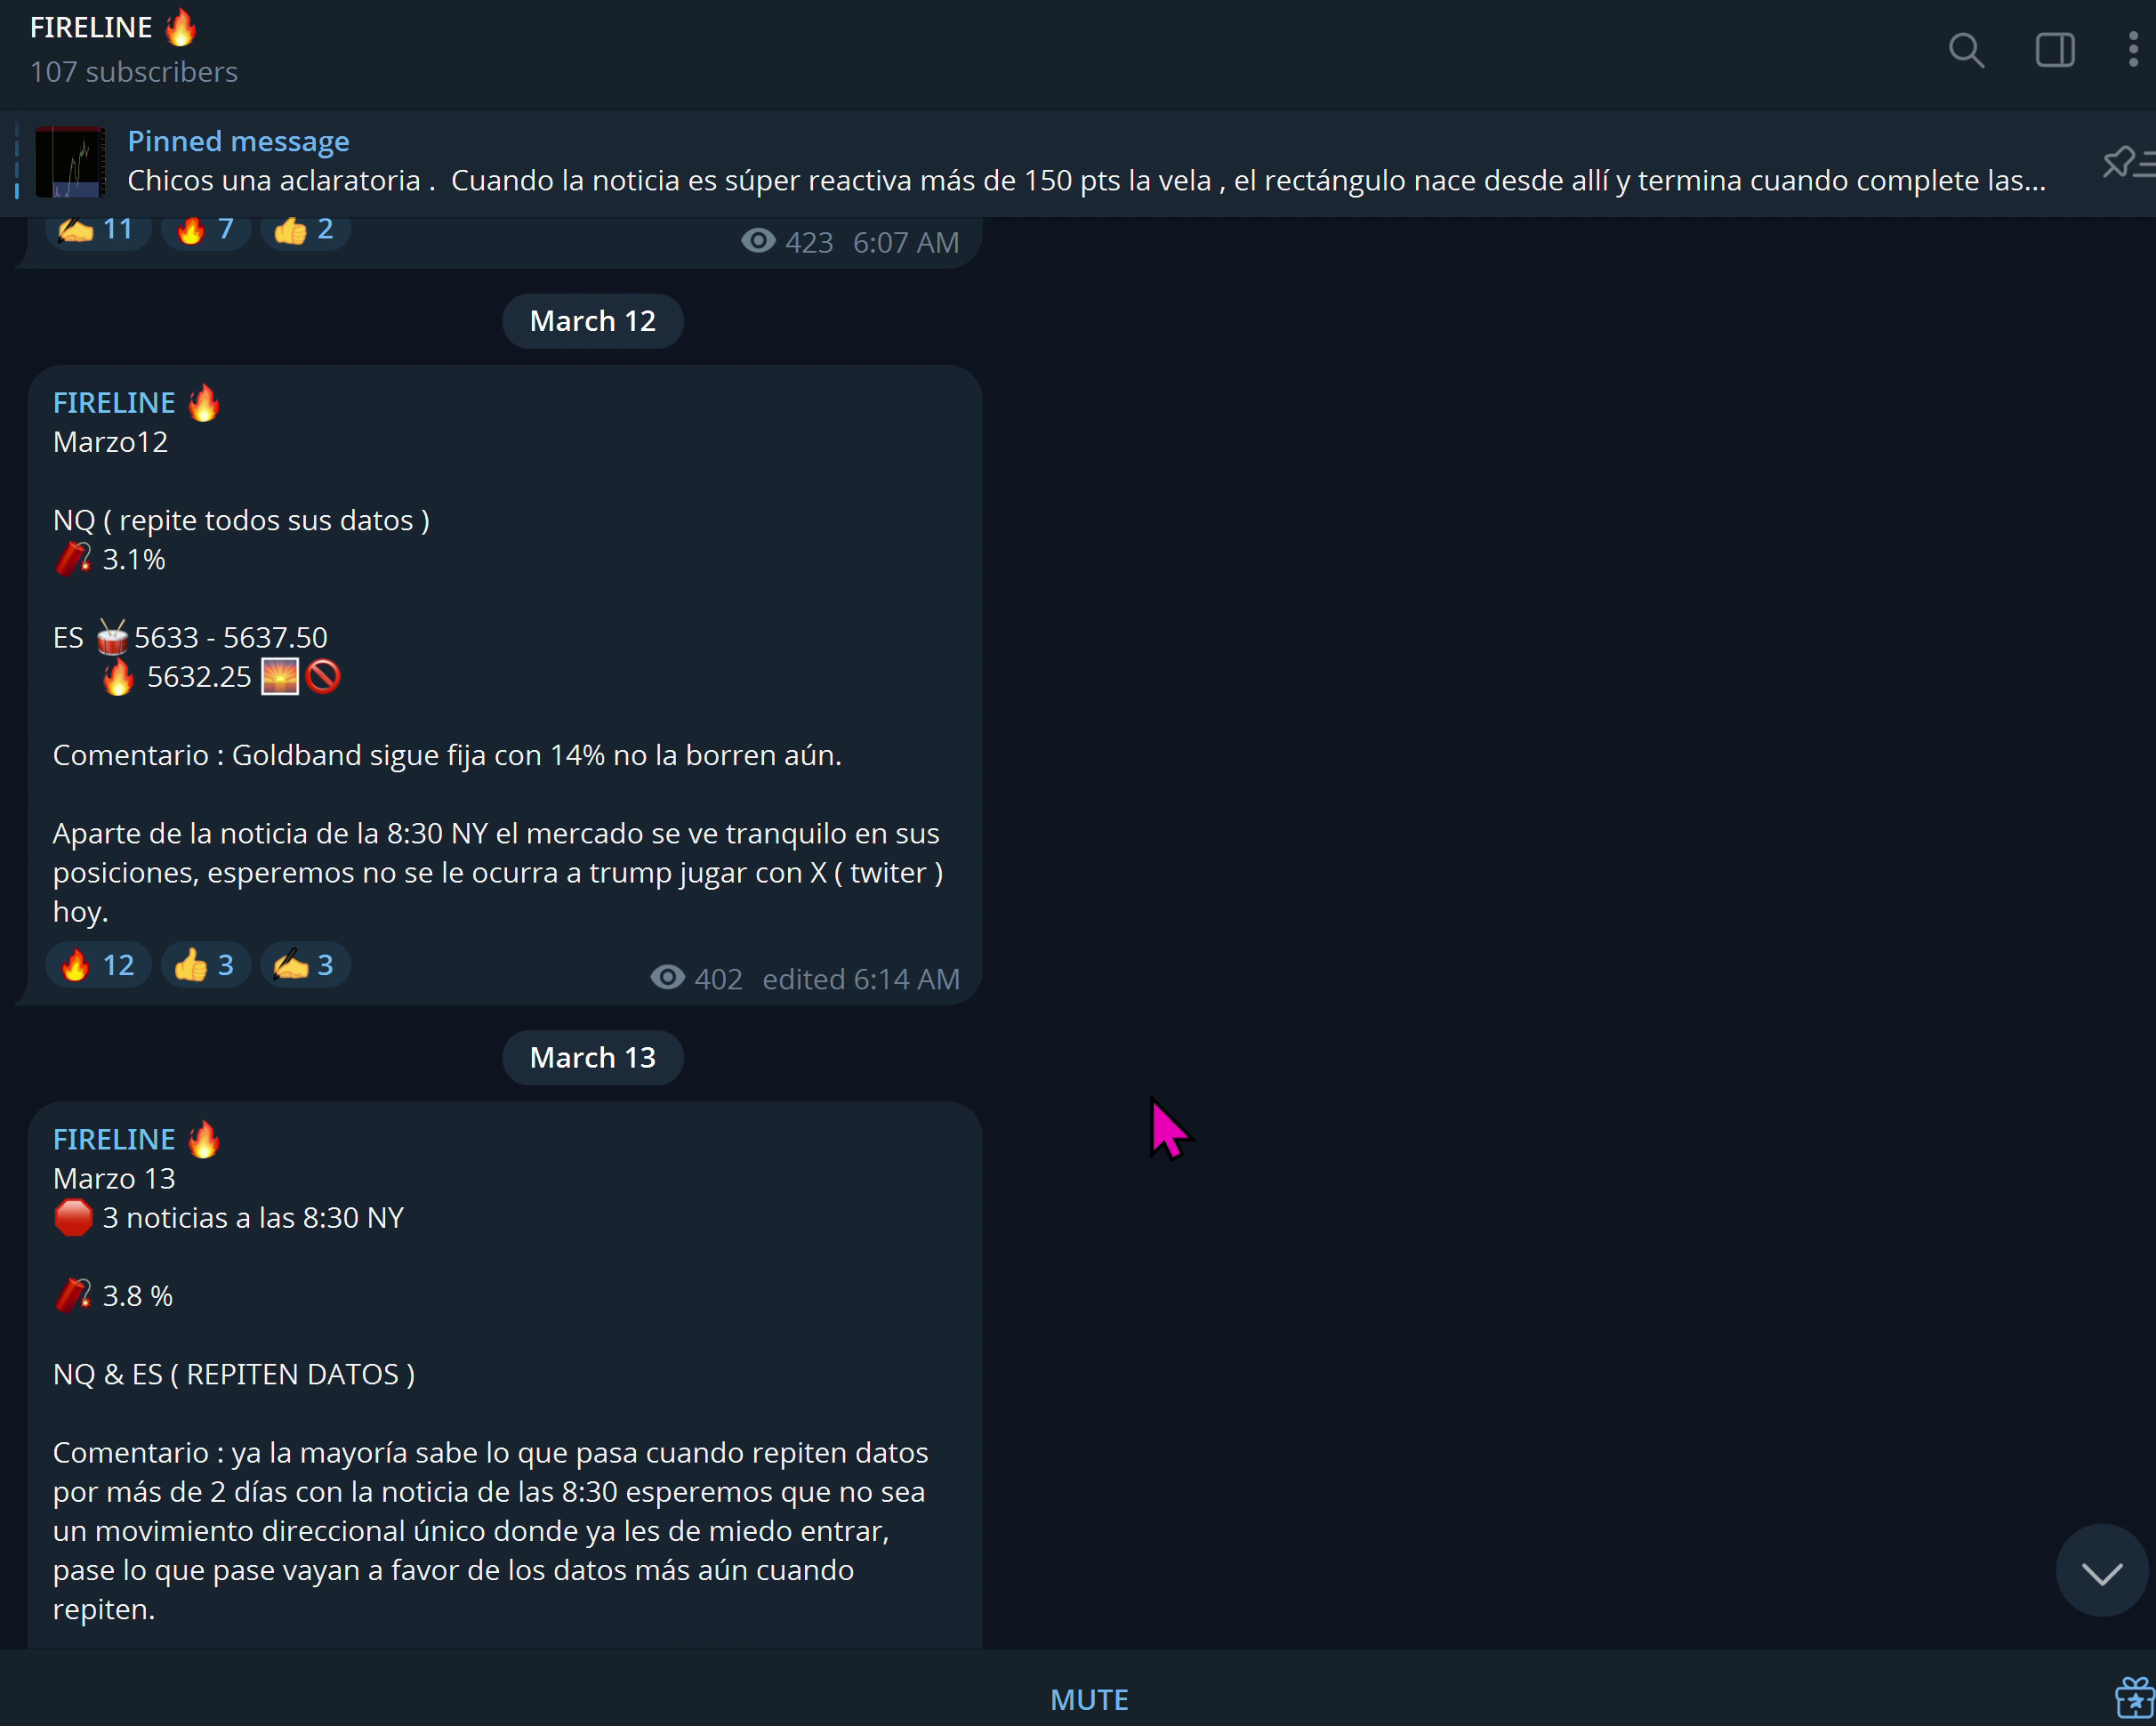 FIRELINE 🔥
107 subscribers
Pinned message
Chicos una aclaratoria .  Cuando la noticia es súper reactiva más de 150 pts la vela , el rectángulo nace desde allí y termina cuando complete las...
✍️ 11 🔥 7 👍 2
423 6:07 AM
March 12
FIRELINE 🔥
Marzo12
NQ ( repite todos sus datos )
🧨 3.1%
ES 🥁5633 - 5637.50
🔥 5632.25 🌅🚫
Comentario : Goldband sigue fija con 14% no la borren aún.
Aparte de la noticia de la 8:30 NY el mercado se ve tranquilo en sus
posiciones, esperemos no se le ocurra a trump jugar con X ( twiter )
hoy.
🔥 12 👍 3 ✍️ 3
402 edited 6:14 AM
March 13
FIRELINE 🔥
Marzo 13
🛑 3 noticias a las 8:30 NY
🧨 3.8 %
NQ & ES ( REPITEN DATOS )
Comentario : ya la mayoría sabe lo que pasa cuando repiten datos
por más de 2 días con la noticia de las 8:30 esperemos que no sea
un movimiento direccional único donde ya les de miedo entrar,
pase lo que pase vayan a favor de los datos más aún cuando
repiten.
MUTE